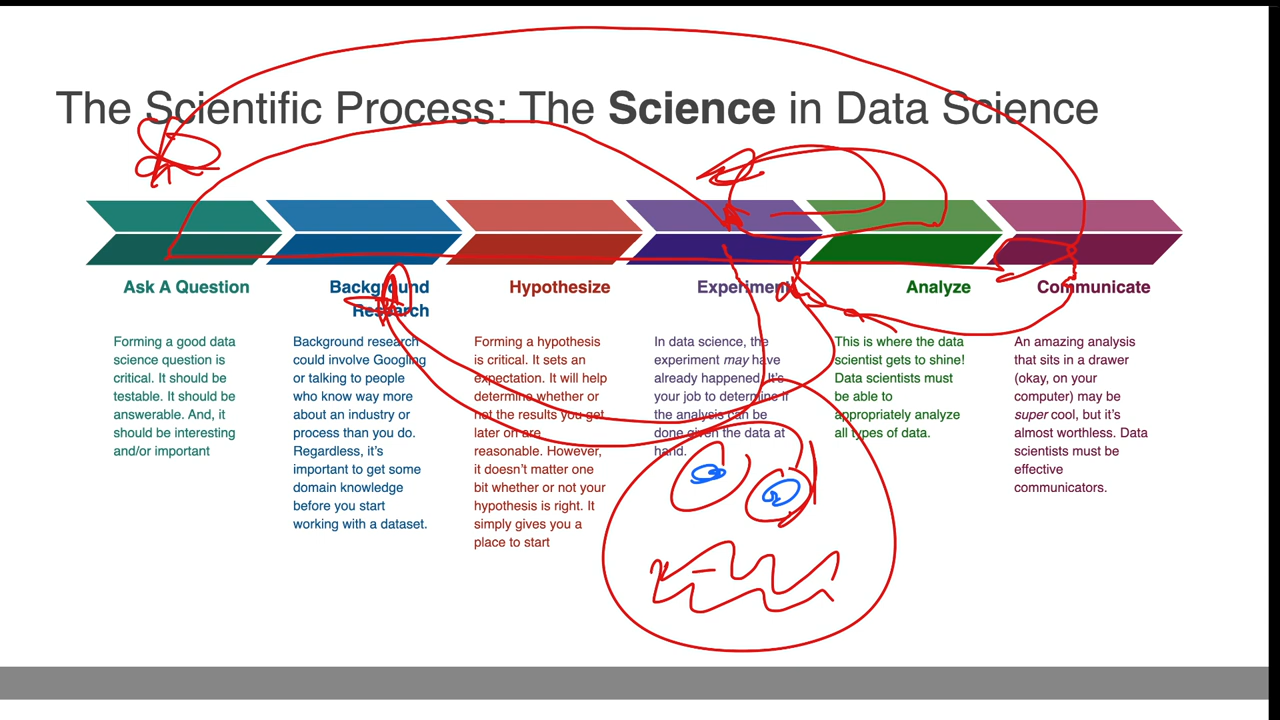 The Scientific Process: The Science in Data Science
Ask A Question
Background
Research
Hypothesize
Experiment
Analyze
Communicate
Forming a good data
science question is
critical. It should be
testable. It should be
answerable. And, it
should be interesting
and/or important
Background research
could involve Googling
or talking to people
who know way more
about an industry or
process than you do.
Regardless, it's
important to get some
domain knowledge
before you start
working with a dataset.
Forming a hypothesis
is critical. It sets an
expectation. It will help
determine whether or
not the results you get
later on are
reasonable. However,
it doesn't matter one
bit whether or not your
hypothesis is right. It
simply gives you a
place to start
In data science, the
experiment may have
already happened. It's
your job to determine if
the analysis can be
done given the data at
hand.
This is where the data
scientist gets to shine!
Data scientists must
be able to
appropriately analyze
all types of data.
An amazing analysis
that sits in a drawer
(okay, on your
computer) may be
super cool, but it's
almost worthless. Data
scientists must be
effective
communicators.